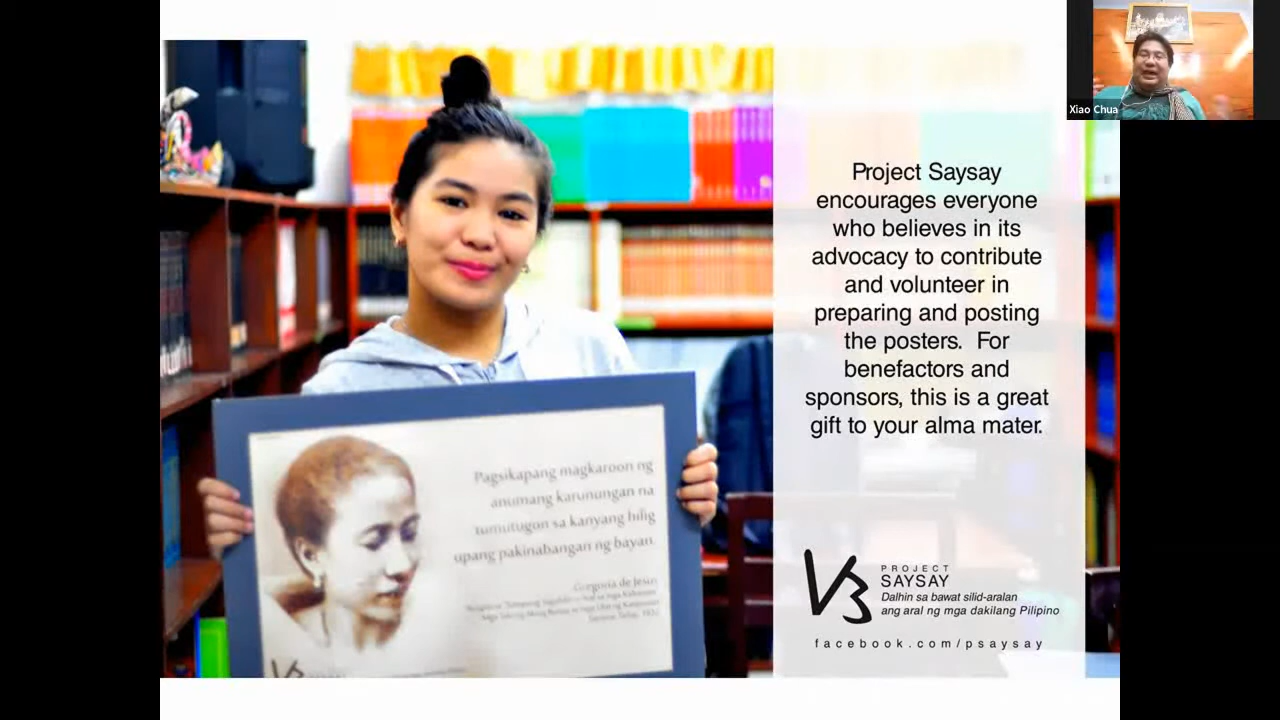 Xiao Chua
Project Saysay
encourages everyone
who believes in its
advocacy to contribute
and volunteer in
preparing and posting
the posters. For
benefactors and
sponsors, this is a great
gift to your alma mater.
Pagsikapang magkaroon ng
anumang karunungan na
tumutugon sa kanyang hilig
upang pakinabangan ng bayan.
Gregoria de Jesus
PROJECT
SAYSAY
Dalhin sa bawat silid-aralan
ang aral ng mga dakilang Pilipino
facebook.com/psaysay